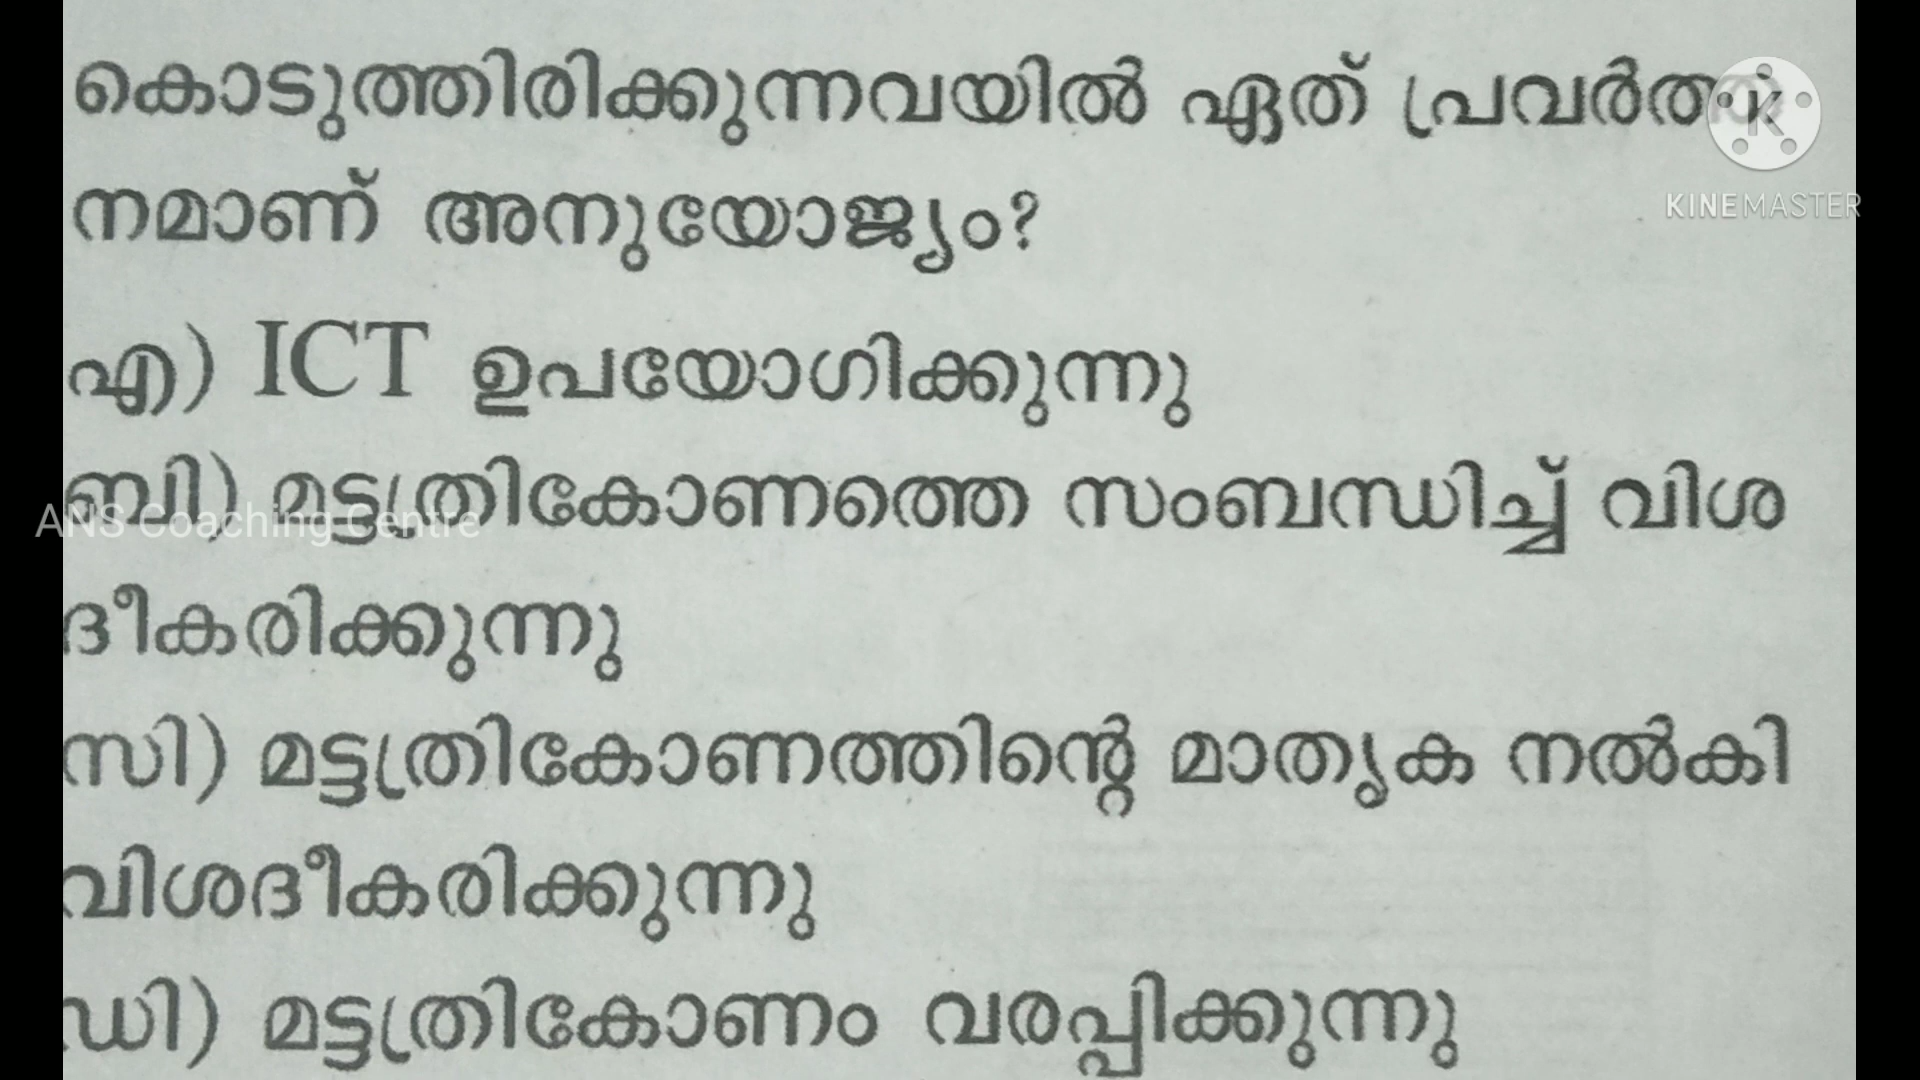 കൊടുത്തിരിക്കുന്നവയിൽ ഏത് പ്രവർത്ത
നമാണ് അനുയോജ്യം?
KINEMASTER
എ) ICT ഉപയോഗിക്കുന്നു
ബി) മട്ടത്രികോണത്തെ സംബന്ധിച്ച് വിശ
ANS Coaching Centre
ദീകരിക്കുന്നു
സി) മട്ടത്രികോണത്തിന്റെ മാതൃക നൽകി
വിശദീകരിക്കുന്നു
ഡി) മട്ടത്രികോണം വരപ്പിക്കുന്നു